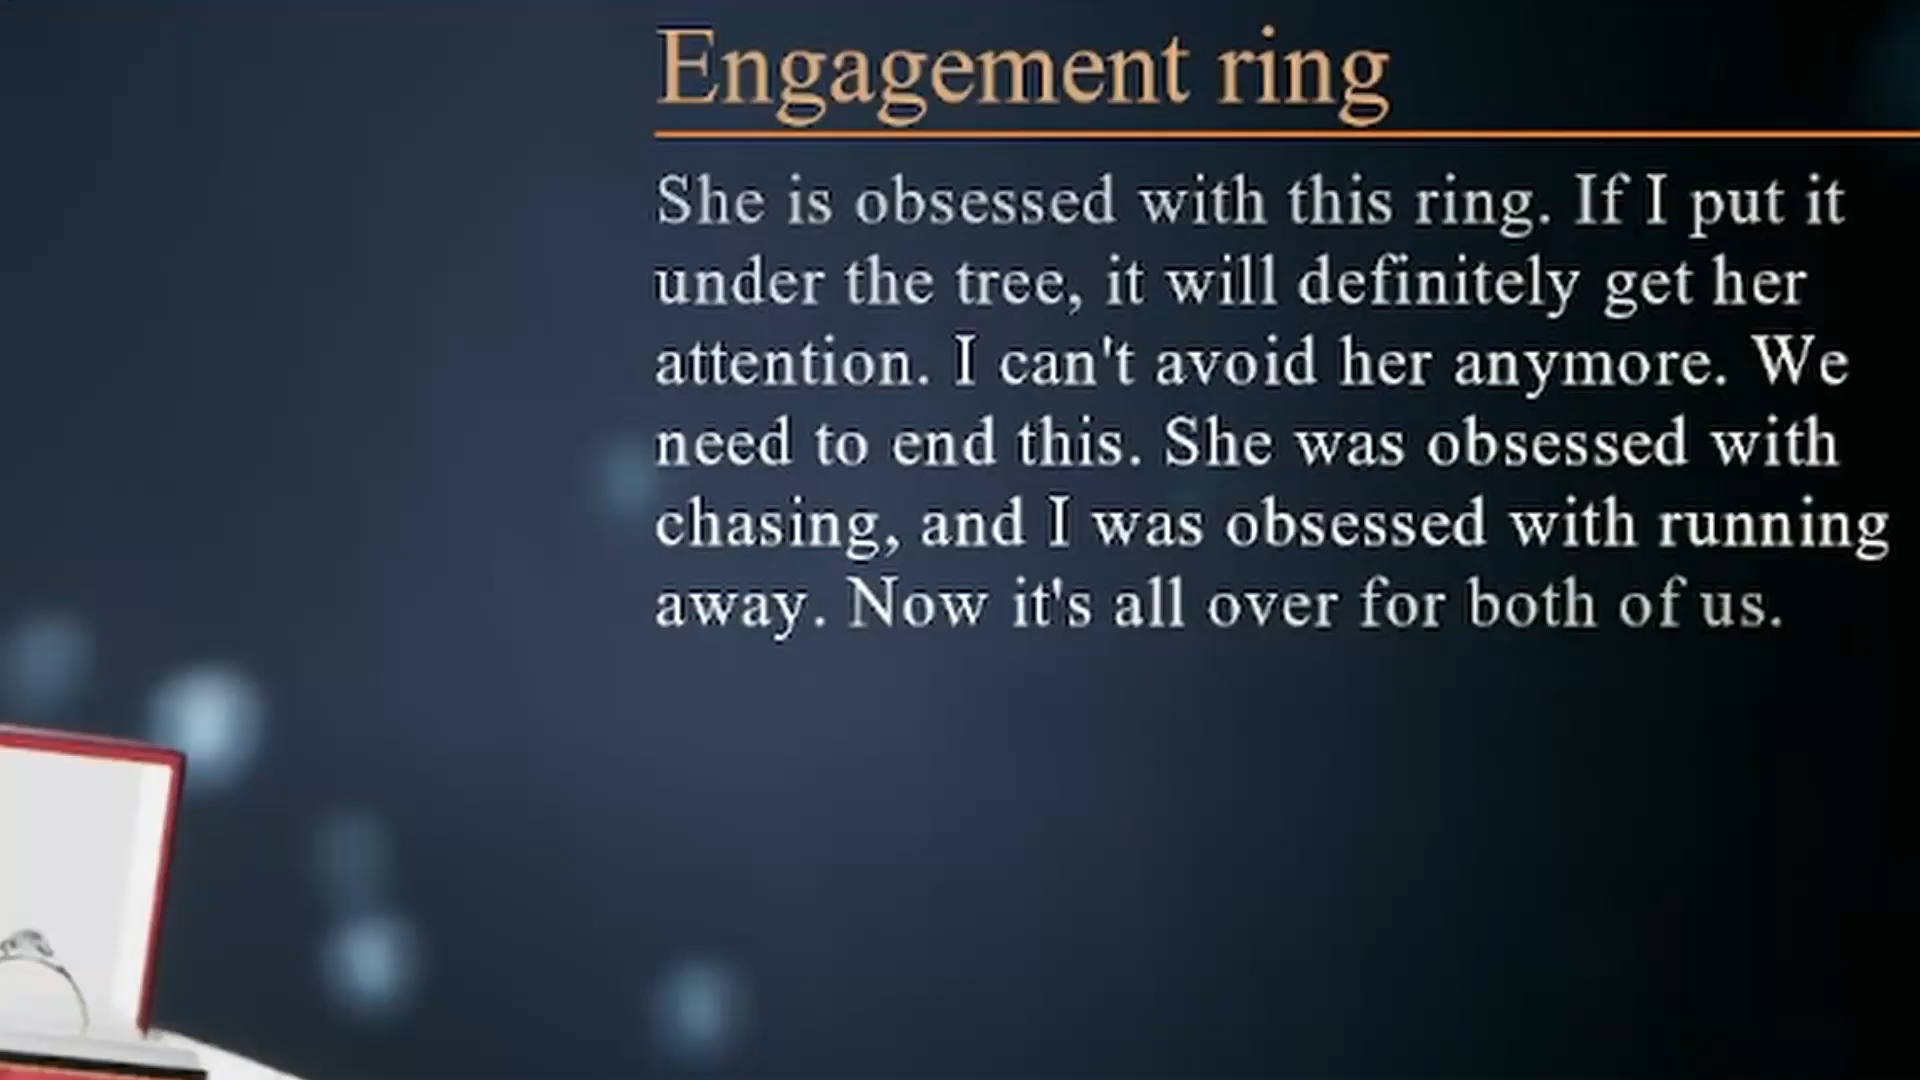 Engagement ring
She is obsessed with this ring. If I put it
under the tree, it will definitely get her
attention. I can't avoid her anymore. We
need to end this. She was obsessed with
chasing, and I was obsessed with running
away. Now it's all over for both of us.